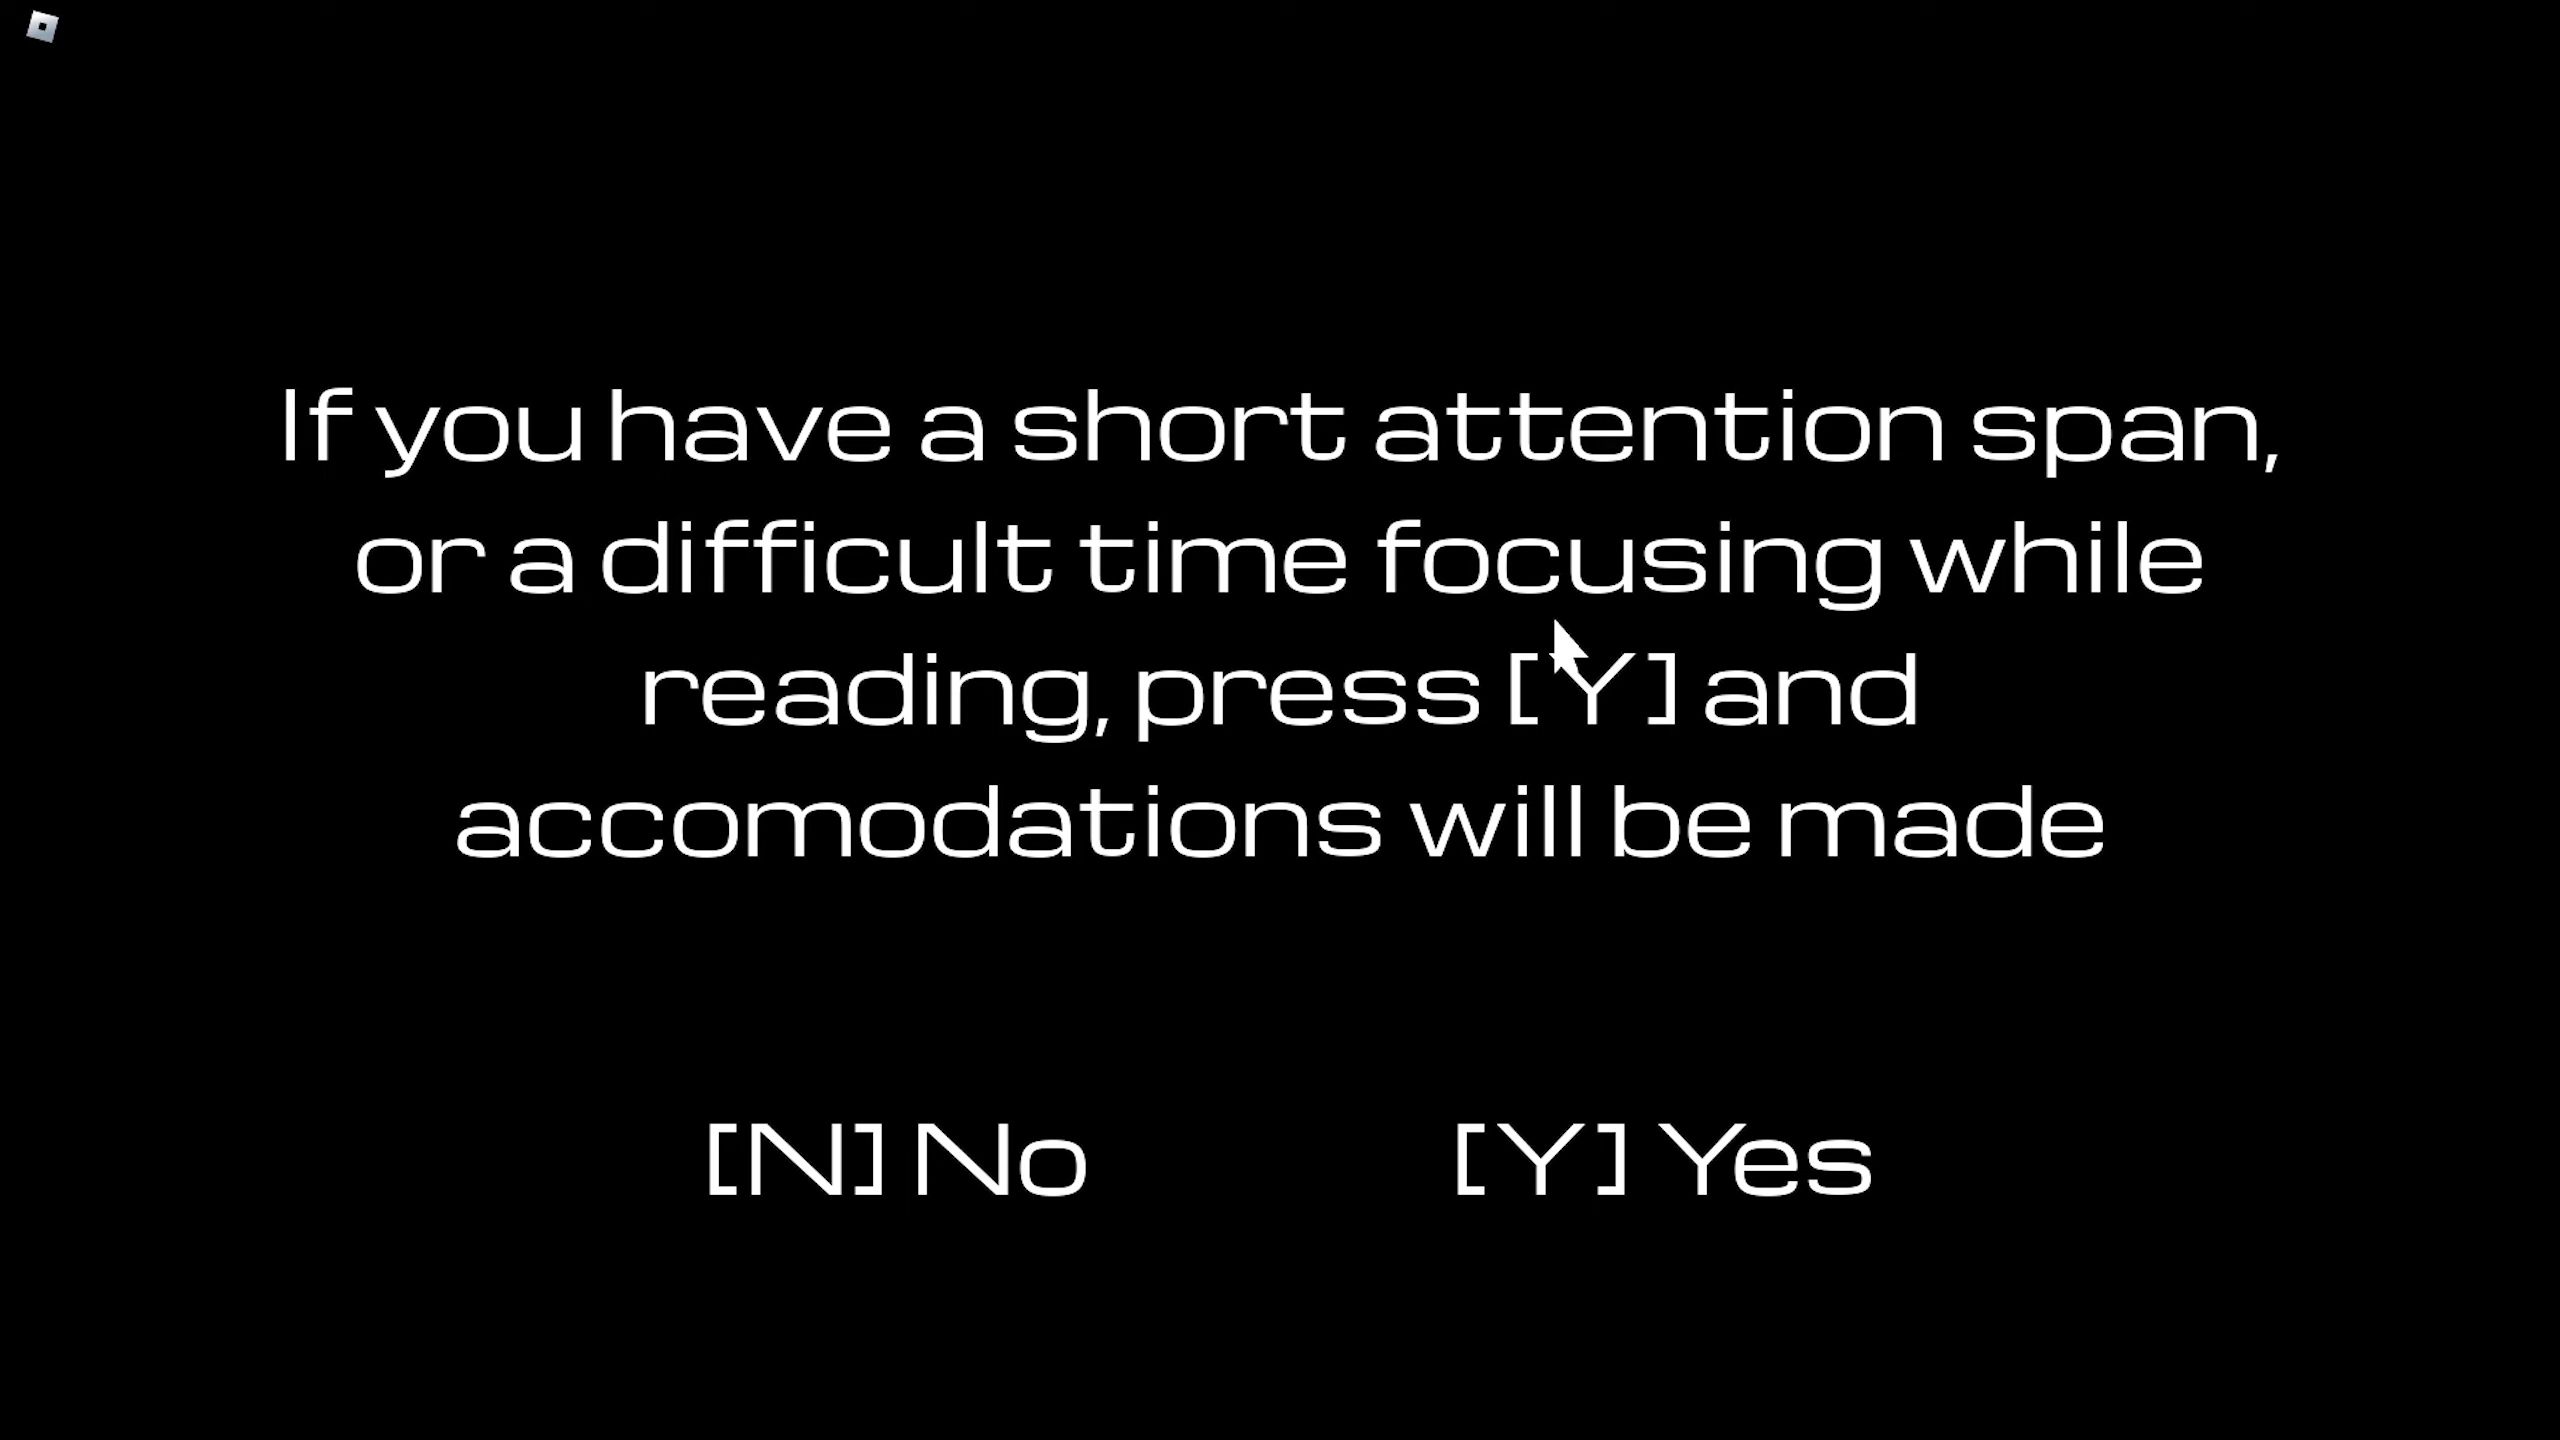 If you have a short attention span,
or a difficult time focusing while
reading, press [Y] and
accomodations will be made
[N] No [Y] Yes